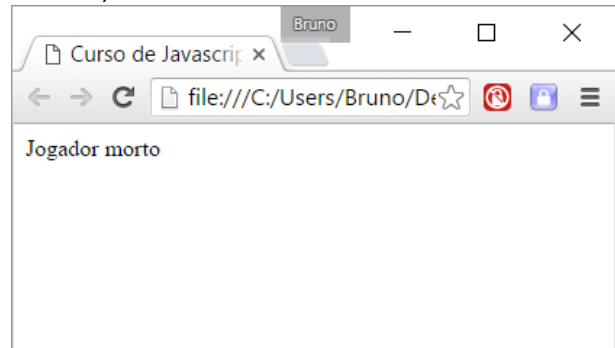 Bruno
Curso de Javascrip
file:///C:/Users/Bruno/De
Jogador morto